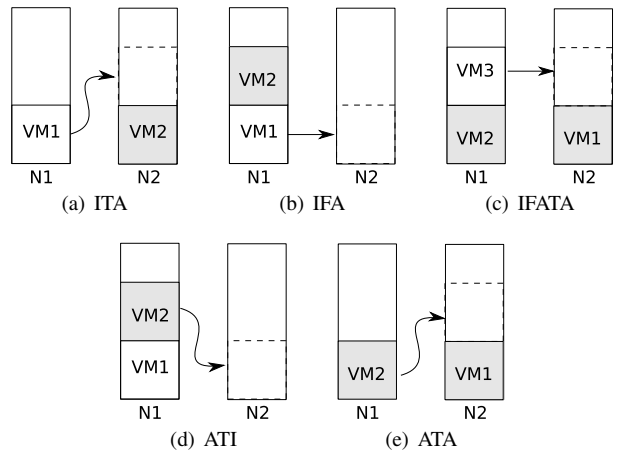 VM1
VM2
N1
N2
(a) ITA
VM2
VM1
N1
N2
(b) IFA
VM3
VM2
VM1
N1
N2
(c) IFATA
VM2
VM1
N1
N2
(d) ATI
VM2
VM1
N1
N2
(e) ATA